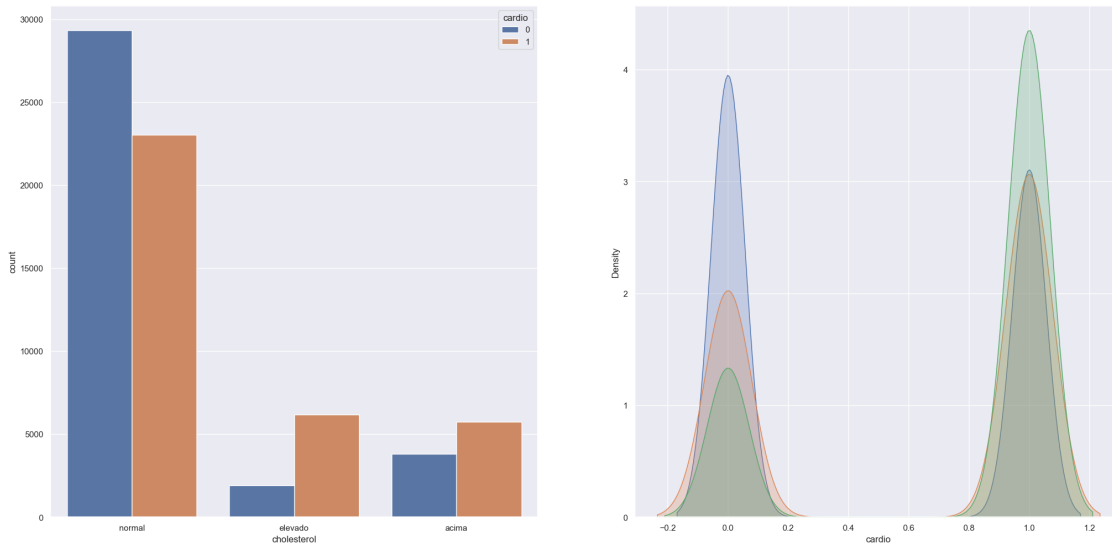 cardio
0
1
30000
25000
20000
15000
10000
5000
0
count
normal elevado acima
cholesterol
4
3
2
1
0
Density
−0.2 0.0 0.2 0.4 0.6 0.8 1.0 1.2
cardio